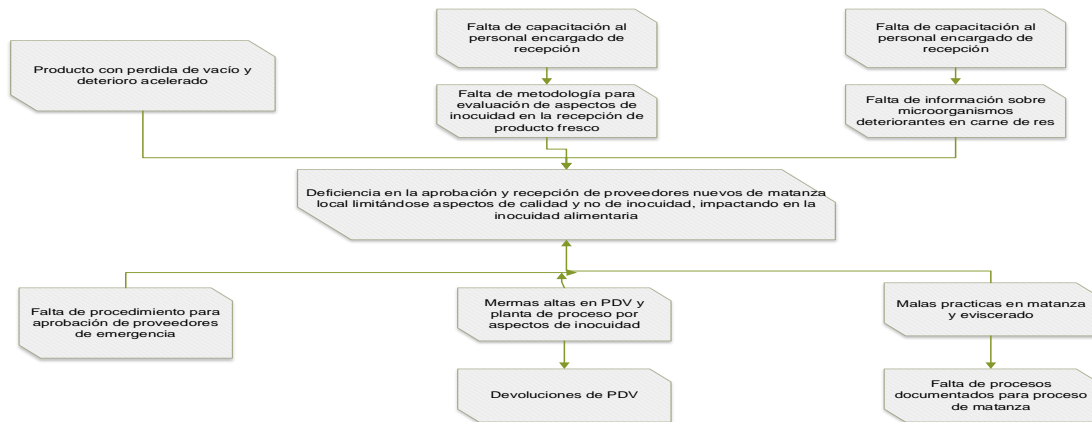 Falta de capacitación al
personal encargado de
recepción
Falta de capacitación al
personal encargado de
recepción
Producto con perdida de vacío y
deterioro acelerado
Falta de metodología para
evaluación de aspectos de
inocuidad en la recepción de
producto fresco
Falta de información sobre
microorganismos
deteriorantes en carne de res
Deficiencia en la aprobación y recepción de proveedores nuevos de matanza
local limitándose aspectos de calidad y no de inocuidad, impactando en la
inocuidad alimentaria
Falta de procedimiento para
aprobación de proveedores
de emergencia
Mermas altas en PDV y
planta de proceso por
aspectos de inocuidad
Malas practicas en matanza
y eviscerado
Devoluciones de PDV
Falta de procesos
documentados para proceso
de matanza